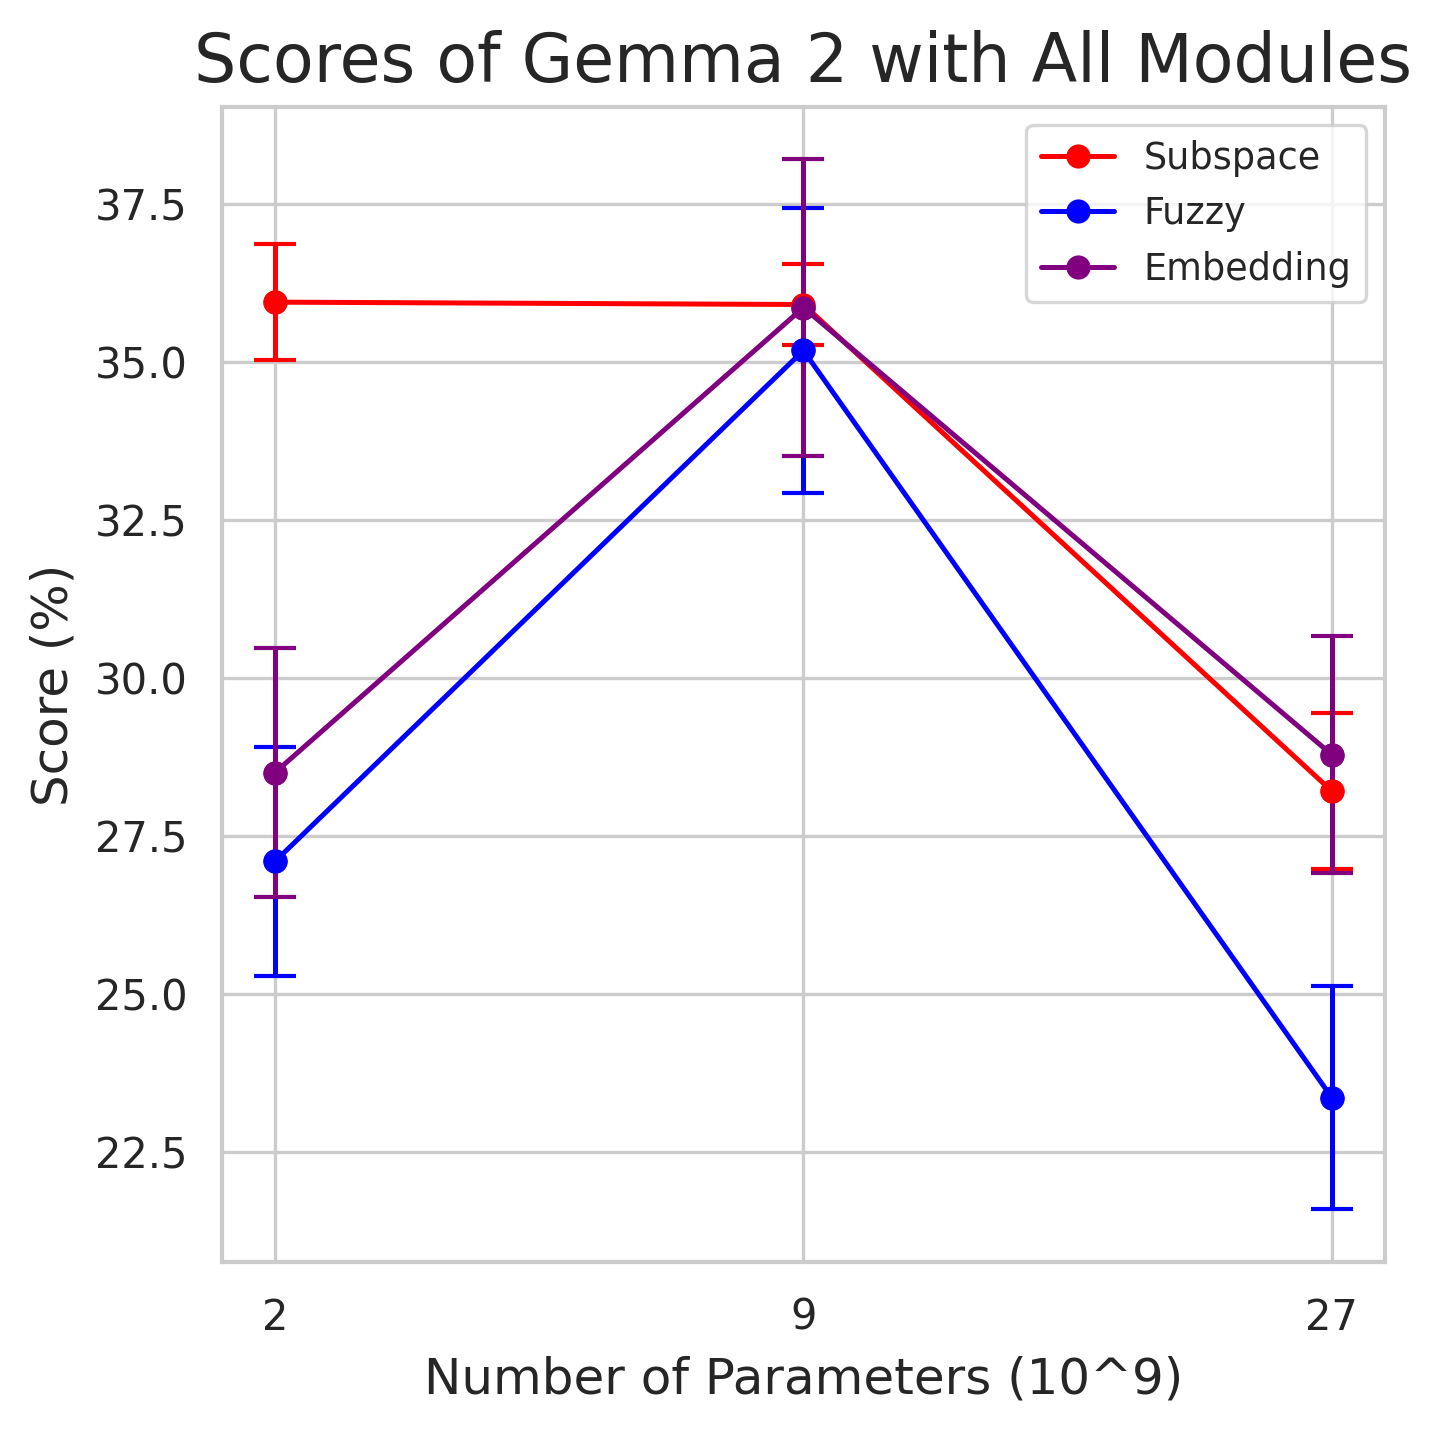 Scores of Gemma 2 with All Modules
Subspace
Fuzzy
Embedding
37.5
35.0
32.5
30.0
27.5
25.0
22.5
Score (%)
2 9 27
Number of Parameters (10^9)